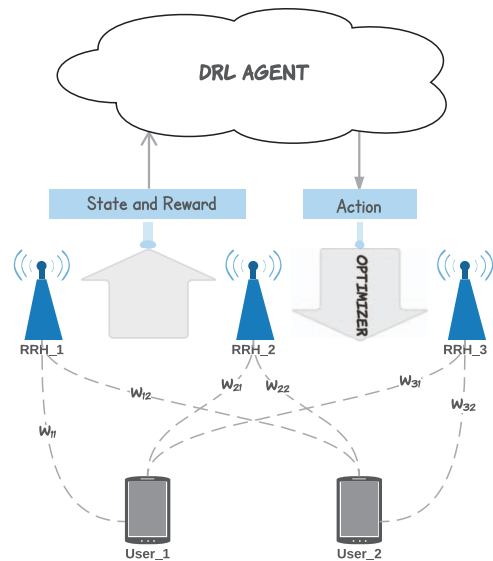 DRL AGENT
State and Reward
Action
OPTIMIZER
RRH_1
RRH_2
RRH_3
W12
W21
W22
W31
W32
W11
User_1
User_2